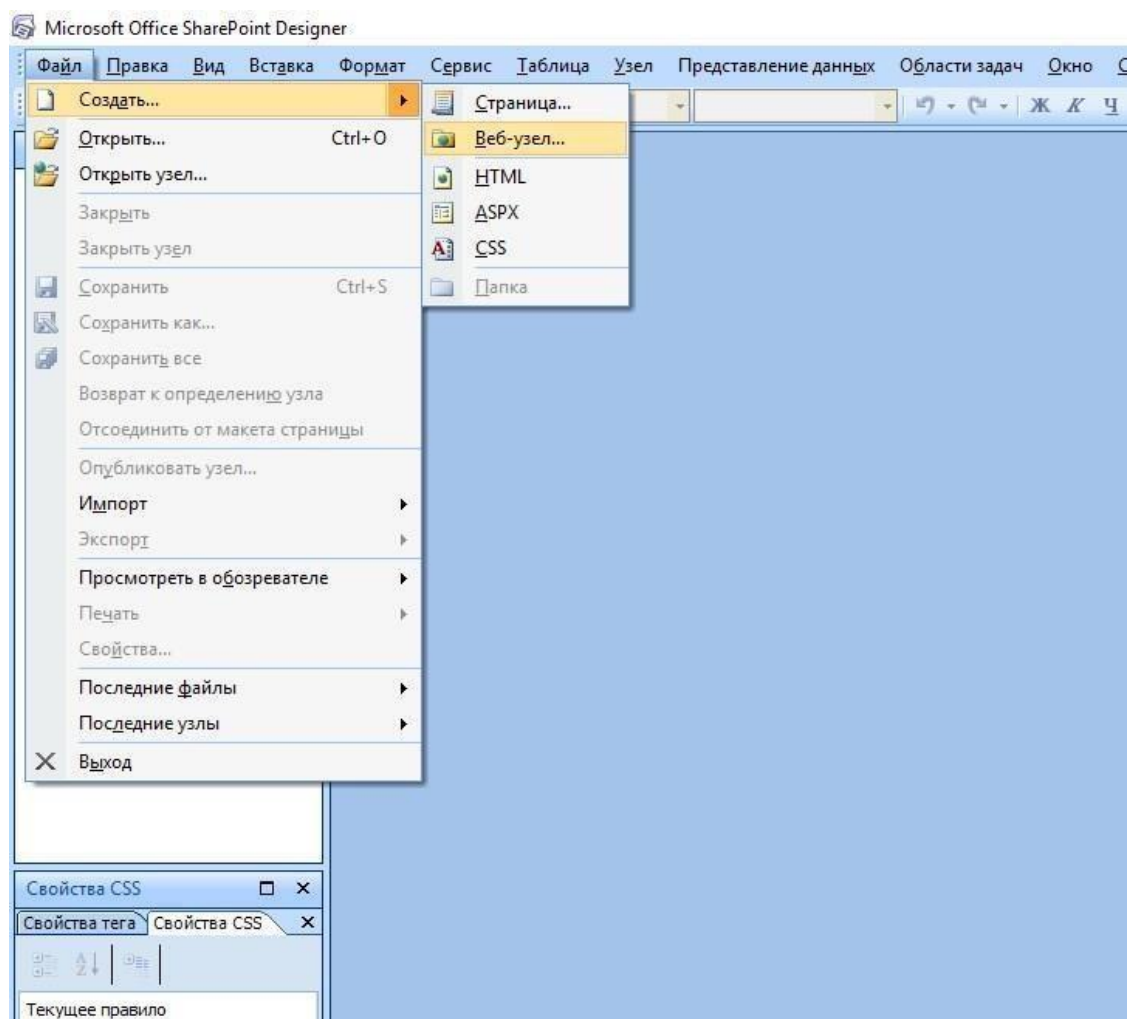 Microsoft Office SharePoint Designer
Файл Правка Вид Вставка Формат Сервис Таблица Узел Представление данных Области задач Окно С
Ж К Ч
Создать...
Открыть... Ctrl+O
Открыть узел...
Закрыть
Закрыть узел
Сохранить Ctrl+S
Сохранить как...
Сохранить все
Возврат к определению узла
Отсоединить от макета страницы
Опубликовать узел...
Импорт
Экспорт
Просмотреть в обозревателе
Печать
Свойства...
Последние файлы
Последние узлы
Выход
Страница...
Веб-узел...
HTML
ASPX
CSS
Папка
Свойства CSS
Свойства тега Свойства CSS
Текущее правило